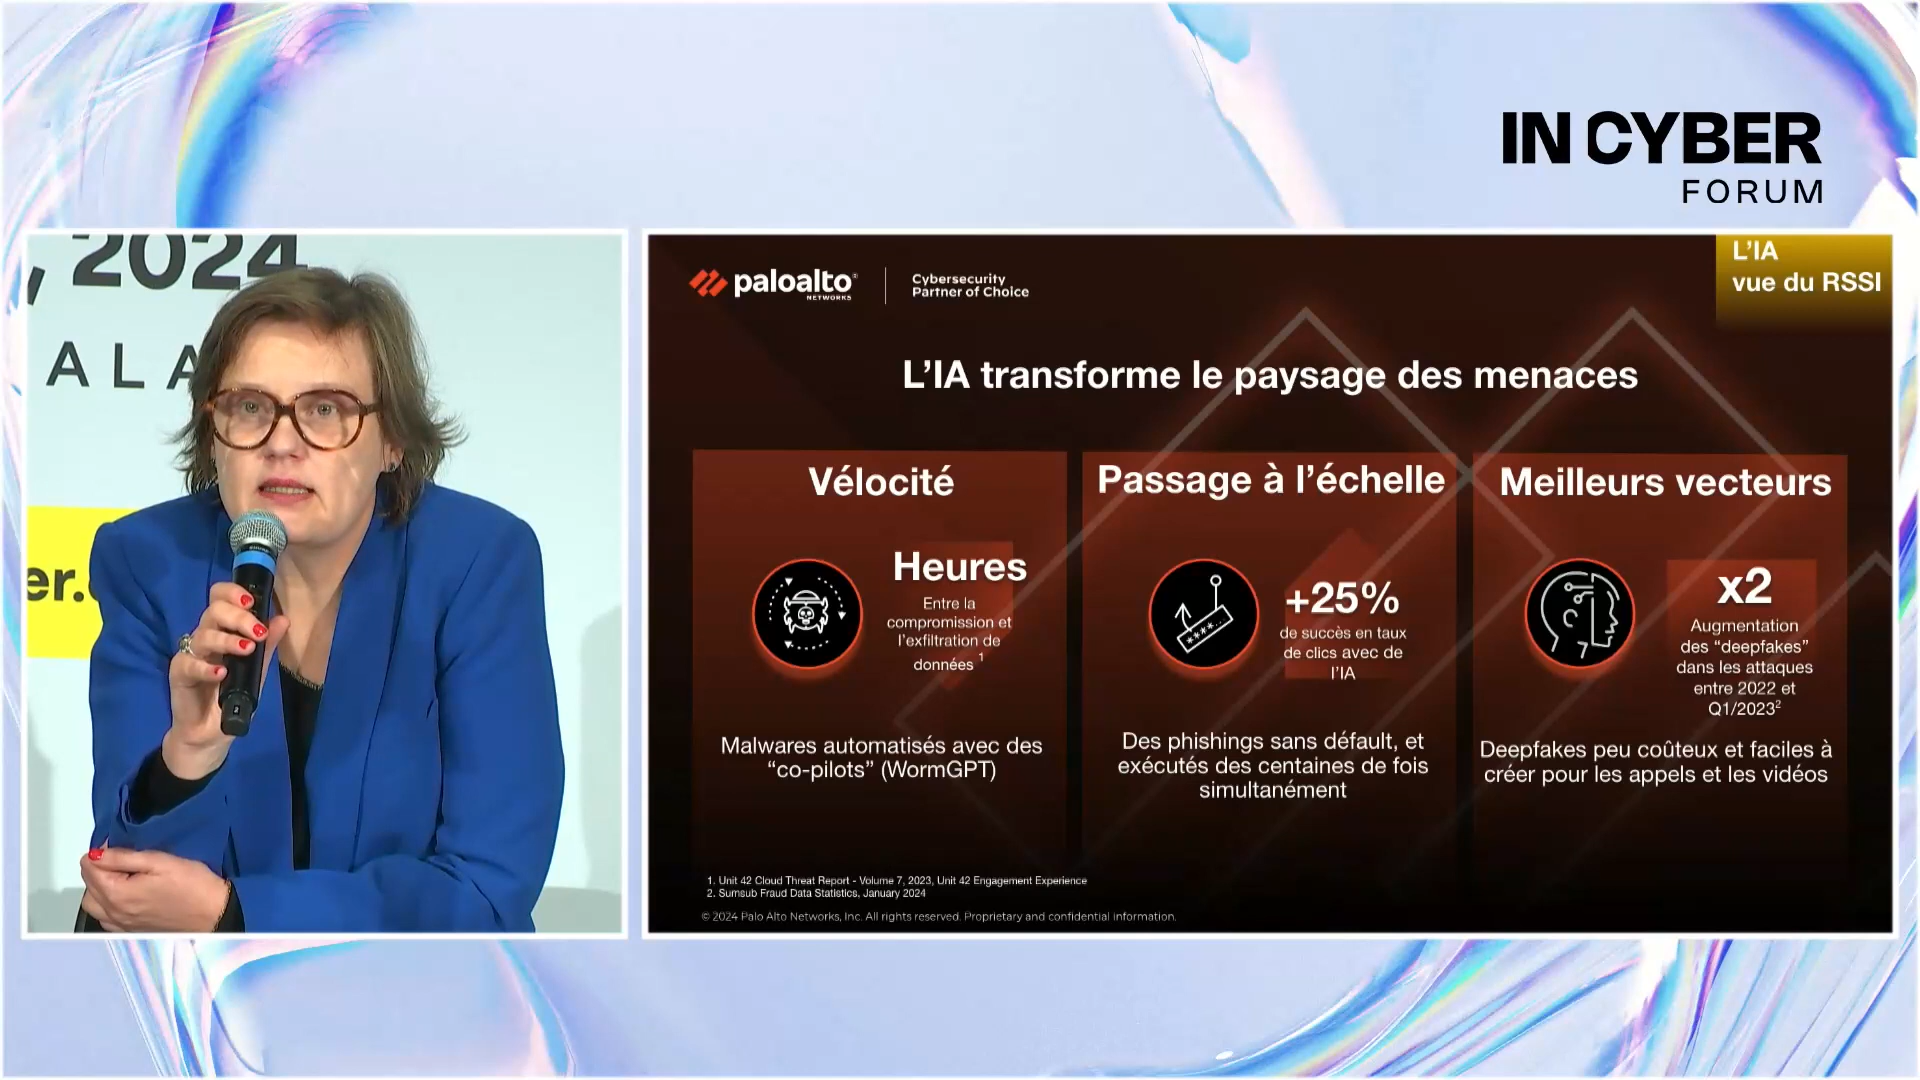 IN CYBER
FORUM
, 2024
A L A
er.
paloalto
NETWORKS
Cybersecurity
Partner of Choice
L’IA
vue du RSSI
L’IA transforme le paysage des menaces
Vélocité
Heures
Entre la
compromission et
l’exfiltration de
données 1
Malwares automatisés avec des
“co-pilots” (WormGPT)
Passage à l’échelle
+25%
de succès en taux
de clics avec de
l’IA
Des phishings sans défault, et
exécutés des centaines de fois
simultanément
Meilleurs vecteurs
x2
Augmentation
des “deepfakes”
dans les attaques
entre 2022 et
Q1/2023²
Deepfakes peu coûteux et faciles à
créer pour les appels et les vidéos
1. Unit 42 Cloud Threat Report - Volume 7, 2023, Unit 42 Engagement Experience
2. Sumsub Fraud Data Statistics, January 2024
© 2024 Palo Alto Networks, Inc. All rights reserved. Proprietary and confidential information.